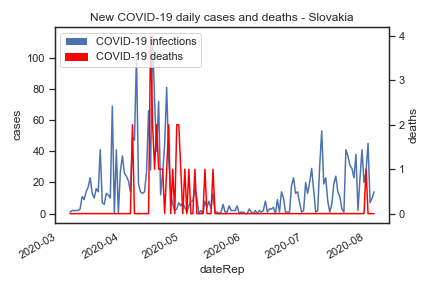 New COVID-19 daily cases and deaths - Slovakia
COVID-19 infections
COVID-19 deaths
100
80
60
40
20
0
cases
4
3
2
1
0
deaths
2020-03
2020-04
2020-05
2020-06
2020-07
2020-08
dateRep